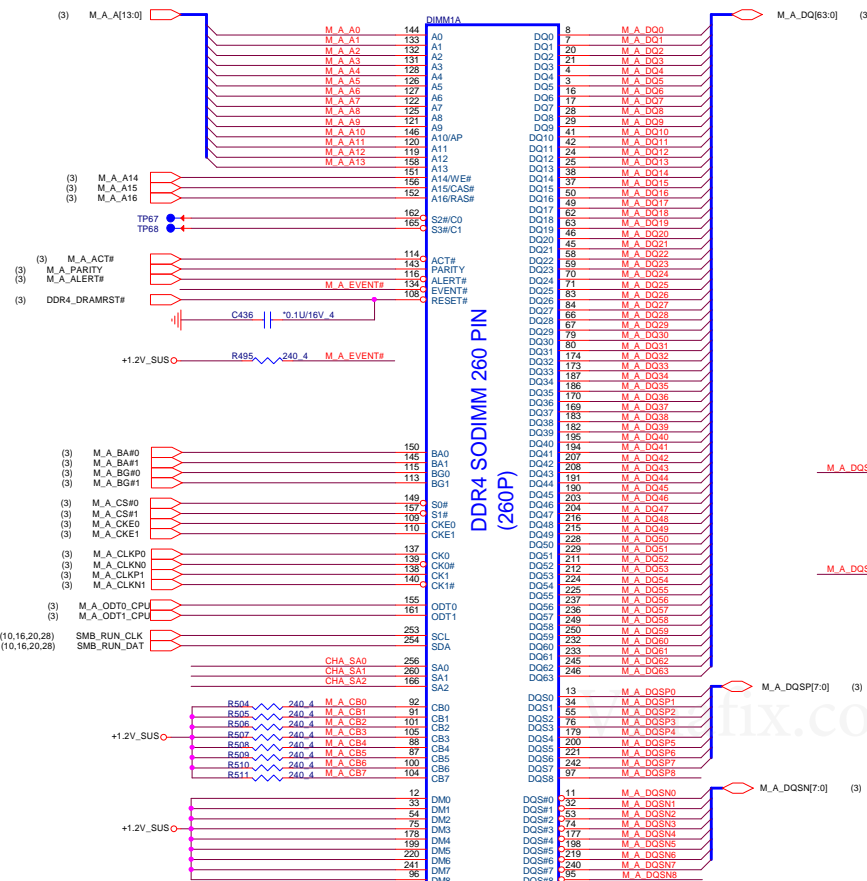 (3) M_A_A[13:0]
DIMM1A
M_A_DQ[63:0] (3
M_A_A0 144 A0 DQ0 8 M_A_DQ0
M_A_A1 133 A1 DQ1 7 M_A_DQ1
M_A_A2 132 A2 DQ2 20 M_A_DQ2
M_A_A3 131 A3 DQ3 21 M_A_DQ3
M_A_A4 128 A4 DQ4 4 M_A_DQ4
M_A_A5 126 A5 DQ5 3 M_A_DQ5
M_A_A6 127 A6 DQ6 16 M_A_DQ6
M_A_A7 122 A7 DQ7 17 M_A_DQ7
M_A_A8 125 A8 DQ8 28 M_A_DQ8
M_A_A9 121 A9 DQ9 29 M_A_DQ9
M_A_A10 146 A10/AP DQ10 41 M_A_DQ10
M_A_A11 120 A11 DQ11 42 M_A_DQ11
M_A_A12 119 A12 DQ12 24 M_A_DQ12
M_A_A13 158 A13 DQ13 25 M_A_DQ13
(3) M_A_A14 151 A14/WE# DQ14 38 M_A_DQ14
(3) M_A_A15 156 A15/CAS# DQ15 37 M_A_DQ15
(3) M_A_A16 152 A16/RAS# DQ16 50 M_A_DQ16
DQ17 49 M_A_DQ17
TP67 162 S2#/C0 DQ18 62 M_A_DQ18
TP68 165 S3#/C1 DQ19 63 M_A_DQ19
DQ20 46 M_A_DQ20
DQ21 45 M_A_DQ21
(3) M_A_ACT# 114 ACT# DQ22 58 M_A_DQ22
(3) M_A_PARITY 143 PARITY DQ23 59 M_A_DQ23
(3) M_A_ALERT# 116 ALERT# DQ24 70 M_A_DQ24
M_A_EVENT# 134 EVENT# DQ25 71 M_A_DQ25
(3) DDR4_DRAMRST# 108 RESET# DQ26 83 M_A_DQ26
DQ27 84 M_A_DQ27
C436 *0.1U/16V_4 DQ28 66 M_A_DQ28
DQ29 67 M_A_DQ29
DQ30 79 M_A_DQ30
DQ31 80 M_A_DQ31
+1.2V_SUS R495 240_4 M_A_EVENT# DQ32 174 M_A_DQ32
DQ33 173 M_A_DQ33
DQ34 187 M_A_DQ34
DQ35 186 M_A_DQ35
DQ36 170 M_A_DQ36
DQ37 169 M_A_DQ37
DQ38 183 M_A_DQ38
DQ39 182 M_A_DQ39
DQ40 195 M_A_DQ40
DQ41 194 M_A_DQ41
DQ42 207 M_A_DQ42
DQ43 208 M_A_DQ43
DQ44 191 M_A_DQ44
DQ45 190 M_A_DQ45
DQ46 203 M_A_DQ46
DQ47 204 M_A_DQ47
DQ48 216 M_A_DQ48
DQ49 215 M_A_DQ49
DQ50 228 M_A_DQ50
DQ51 229 M_A_DQ51
DQ52 211 M_A_DQ52
DQ53 212 M_A_DQ53
DQ54 224 M_A_DQ54
DQ55 225 M_A_DQ55
DQ56 237 M_A_DQ56
DQ57 236 M_A_DQ57
DQ58 249 M_A_DQ58
DQ59 250 M_A_DQ59
DQ60 232 M_A_DQ60
DQ61 233 M_A_DQ61
DQ62 245 M_A_DQ62
DQ63 246 M_A_DQ63
DDR4 SODIMM 260 PIN
(260P)
(3) M_A_BA#0 150 BA0
(3) M_A_BA#1 145 BA1
(3) M_A_BG#0 115 BG0
(3) M_A_BG#1 113 BG1
(3) M_A_CS#0 149 S0#
(3) M_A_CS#1 157 S1#
(3) M_A_CKE0 109 CKE0
(3) M_A_CKE1 110 CKE1
(3) M_A_CLKP0 137 CK0
(3) M_A_CLKN0 139 CK0#
(3) M_A_CLKP1 138 CK1
(3) M_A_CLKN1 140 CK1#
(3) M_A_ODT0_CPU 155 ODT0
(3) M_A_ODT1_CPU 161 ODT1
(10,16,20,28) SMB_RUN_CLK 253 SCL
(10,16,20,28) SMB_RUN_DAT 254 SDA
CHA_SA0 256 SA0
CHA_SA1 260 SA1
CHA_SA2 166 SA2
M_A_DQS
M_A_DQS
+1.2V_SUS
R504 240_4 M_A_CB0 92 CB0
R505 240_4 M_A_CB1 91 CB1
R506 240_4 M_A_CB2 101 CB2
R507 240_4 M_A_CB3 105 CB3
R508 240_4 M_A_CB4 88 CB4
R509 240_4 M_A_CB5 87 CB5
R510 240_4 M_A_CB6 100 CB6
R511 240_4 M_A_CB7 104 CB7
DQS0 13 M_A_DQSP0
DQS1 34 M_A_DQSP1
DQS2 55 M_A_DQSP2
DQS3 76 M_A_DQSP3
DQS4 179 M_A_DQSP4
DQS5 200 M_A_DQSP5
DQS6 221 M_A_DQSP6
DQS7 242 M_A_DQSP7
DQS8 97 M_A_DQSP8
M_A_DQSP[7:0] (3)
+1.2V_SUS
12 DM0 DQS#0 11 M_A_DQSN0
33 DM1 DQS#1 32 M_A_DQSN1
54 DM2 DQS#2 53 M_A_DQSN2
75 DM3 DQS#3 74 M_A_DQSN3
178 DM4 DQS#4 177 M_A_DQSN4
199 DM5 DQS#5 198 M_A_DQSN5
220 DM6 DQS#6 219 M_A_DQSN6
241 DM7 DQS#7 240 M_A_DQSN7
96 DM8 DQS#8 95 M_A_DQSN8
M_A_DQSN[7:0] (3)